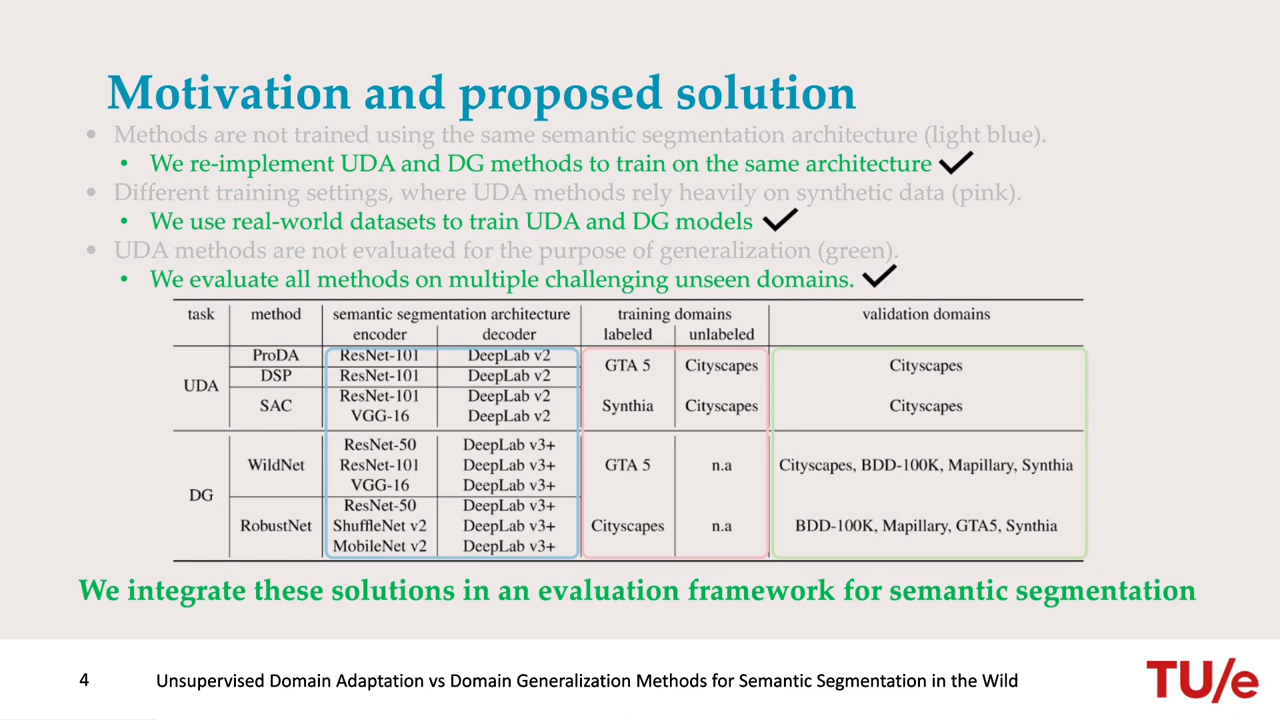 Motivation and proposed solution
• Methods are not trained using the same semantic segmentation architecture (light blue).
• We re-implement UDA and DG methods to train on the same architecture ✓
• Different training settings, where UDA methods rely heavily on synthetic data (pink).
• We use real-world datasets to train UDA and DG models ✓
• UDA methods are not evaluated for the purpose of generalization (green).
• We evaluate all methods on multiple challenging unseen domains. ✓
task method semantic segmentation architecture training domains validation domains
encoder decoder labeled unlabeled
ProDA ResNet-101 DeepLab v2
GTA 5 Cityscapes Cityscapes
DSP ResNet-101 DeepLab v2
UDA
ResNet-101 DeepLab v2
SAC Synthia Cityscapes Cityscapes
VGG-16 DeepLab v2
ResNet-50 DeepLab v3+
WildNet ResNet-101 DeepLab v3+ GTA 5 n.a Cityscapes, BDD-100K, Mapillary, Synthia
VGG-16 DeepLab v3+
DG
ResNet-50 DeepLab v3+
RobustNet ShuffleNet v2 DeepLab v3+ Cityscapes n.a BDD-100K, Mapillary, GTA5, Synthia
MobileNet v2 DeepLab v3+
We integrate these solutions in an evaluation framework for semantic segmentation
4 Unsupervised Domain Adaptation vs Domain Generalization Methods for Semantic Segmentation in the Wild
TU/e